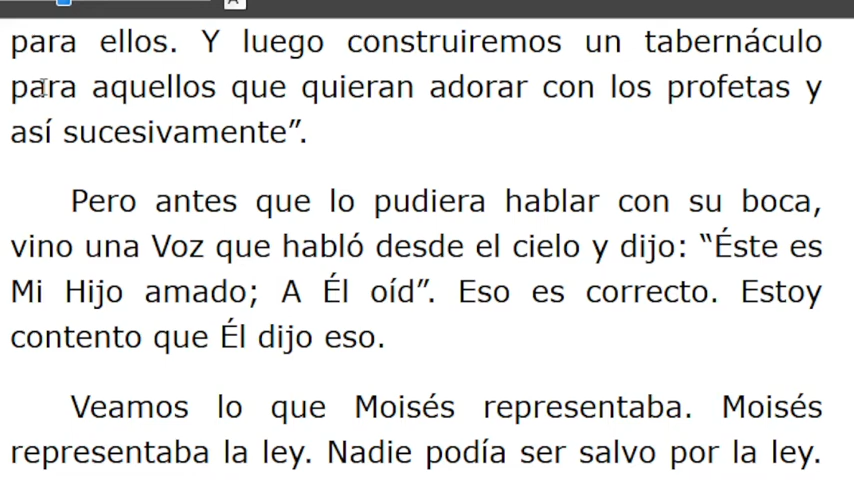 para ellos. Y luego construiremos un tabernáculo
para aquellos que quieran adorar con los profetas y
así sucesivamente”.
Pero antes que lo pudiera hablar con su boca,
vino una Voz que habló desde el cielo y dijo: “Éste es
Mi Hijo amado; A Él oíd”. Eso es correcto. Estoy
contento que Él dijo eso.
Veamos lo que Moisés representaba. Moisés
representaba la ley. Nadie podía ser salvo por la ley.